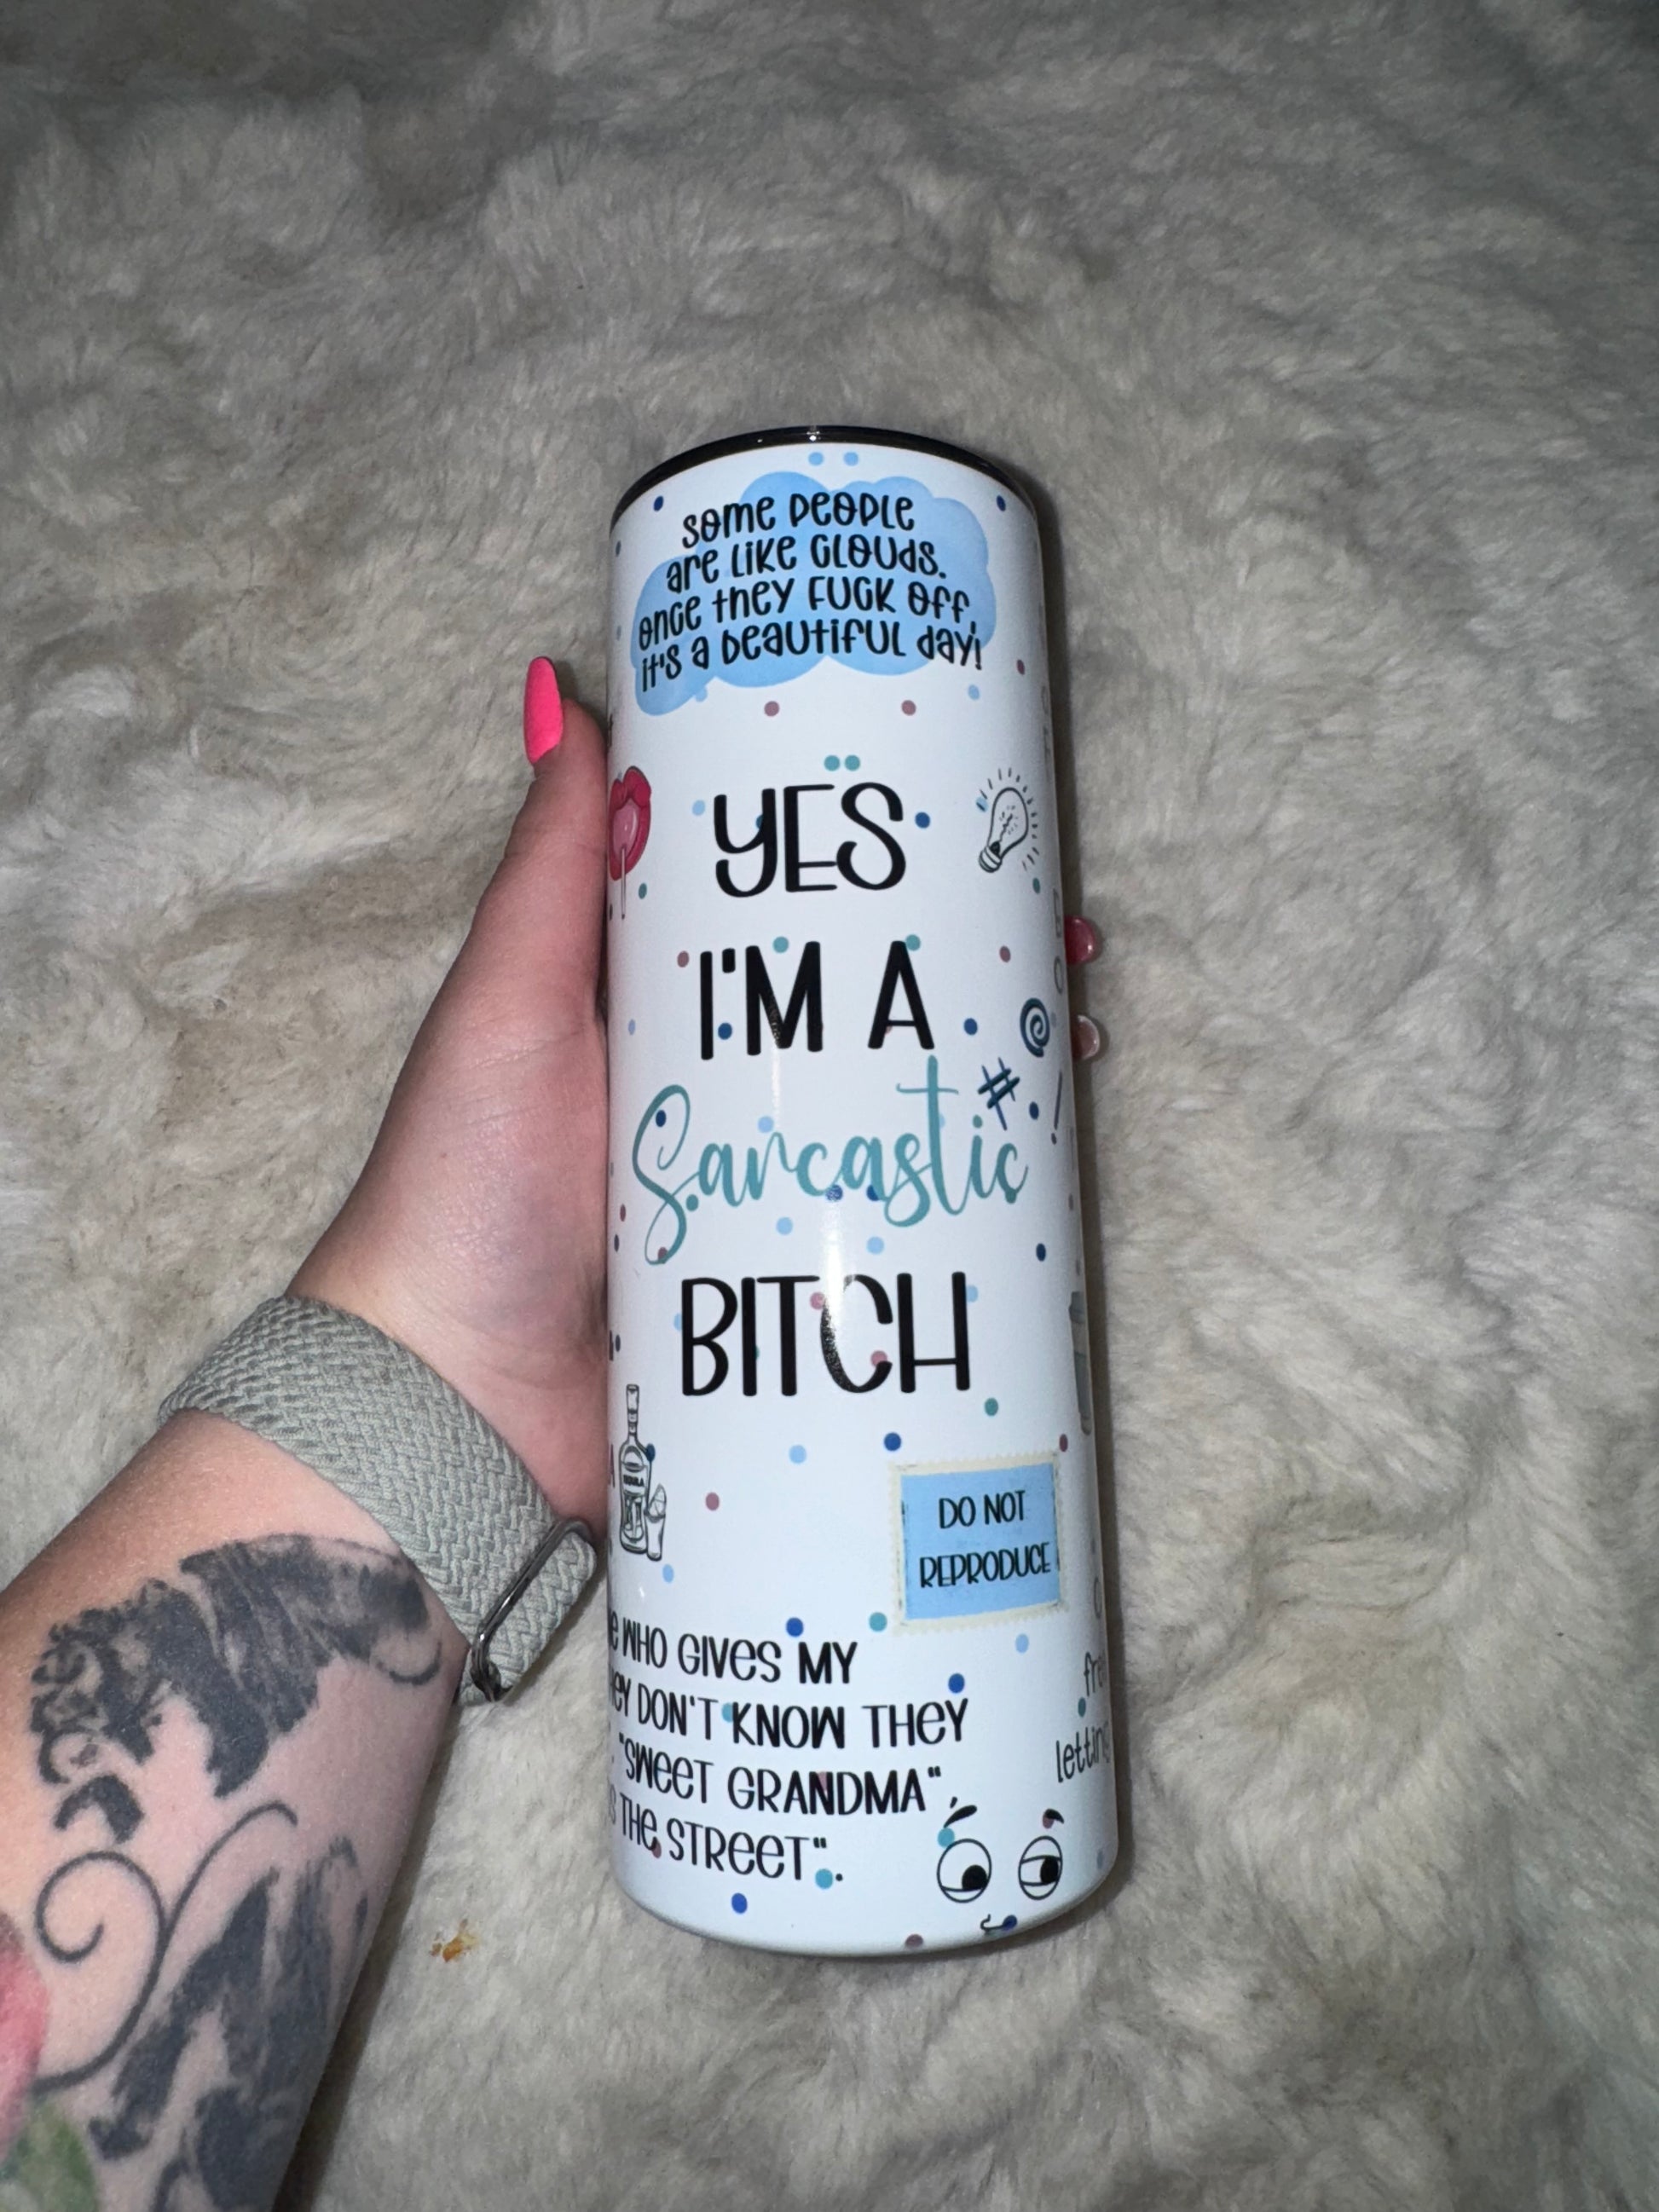 some people
are like clouds.
once they fuck off,
it's a beautiful day!
YES
I'M A
Sarcastic
BITCH
@
#
!
TEQUILA
DO NOT
REPRODUCE
WHO GIVES MY
DON'T KNOW THEY
"SWEET GRANDMA",
THE STREET".
letting